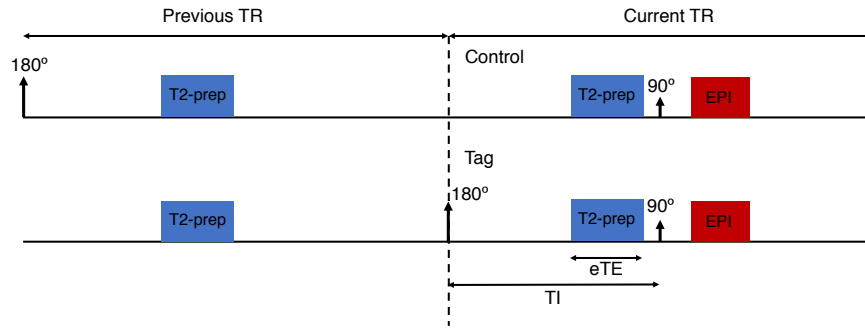 Previous TR
Current TR
Control
180º
T2-prep
T2-prep
90º
EPI
Tag
180º
T2-prep
T2-prep
90º
EPI
eTE
TI